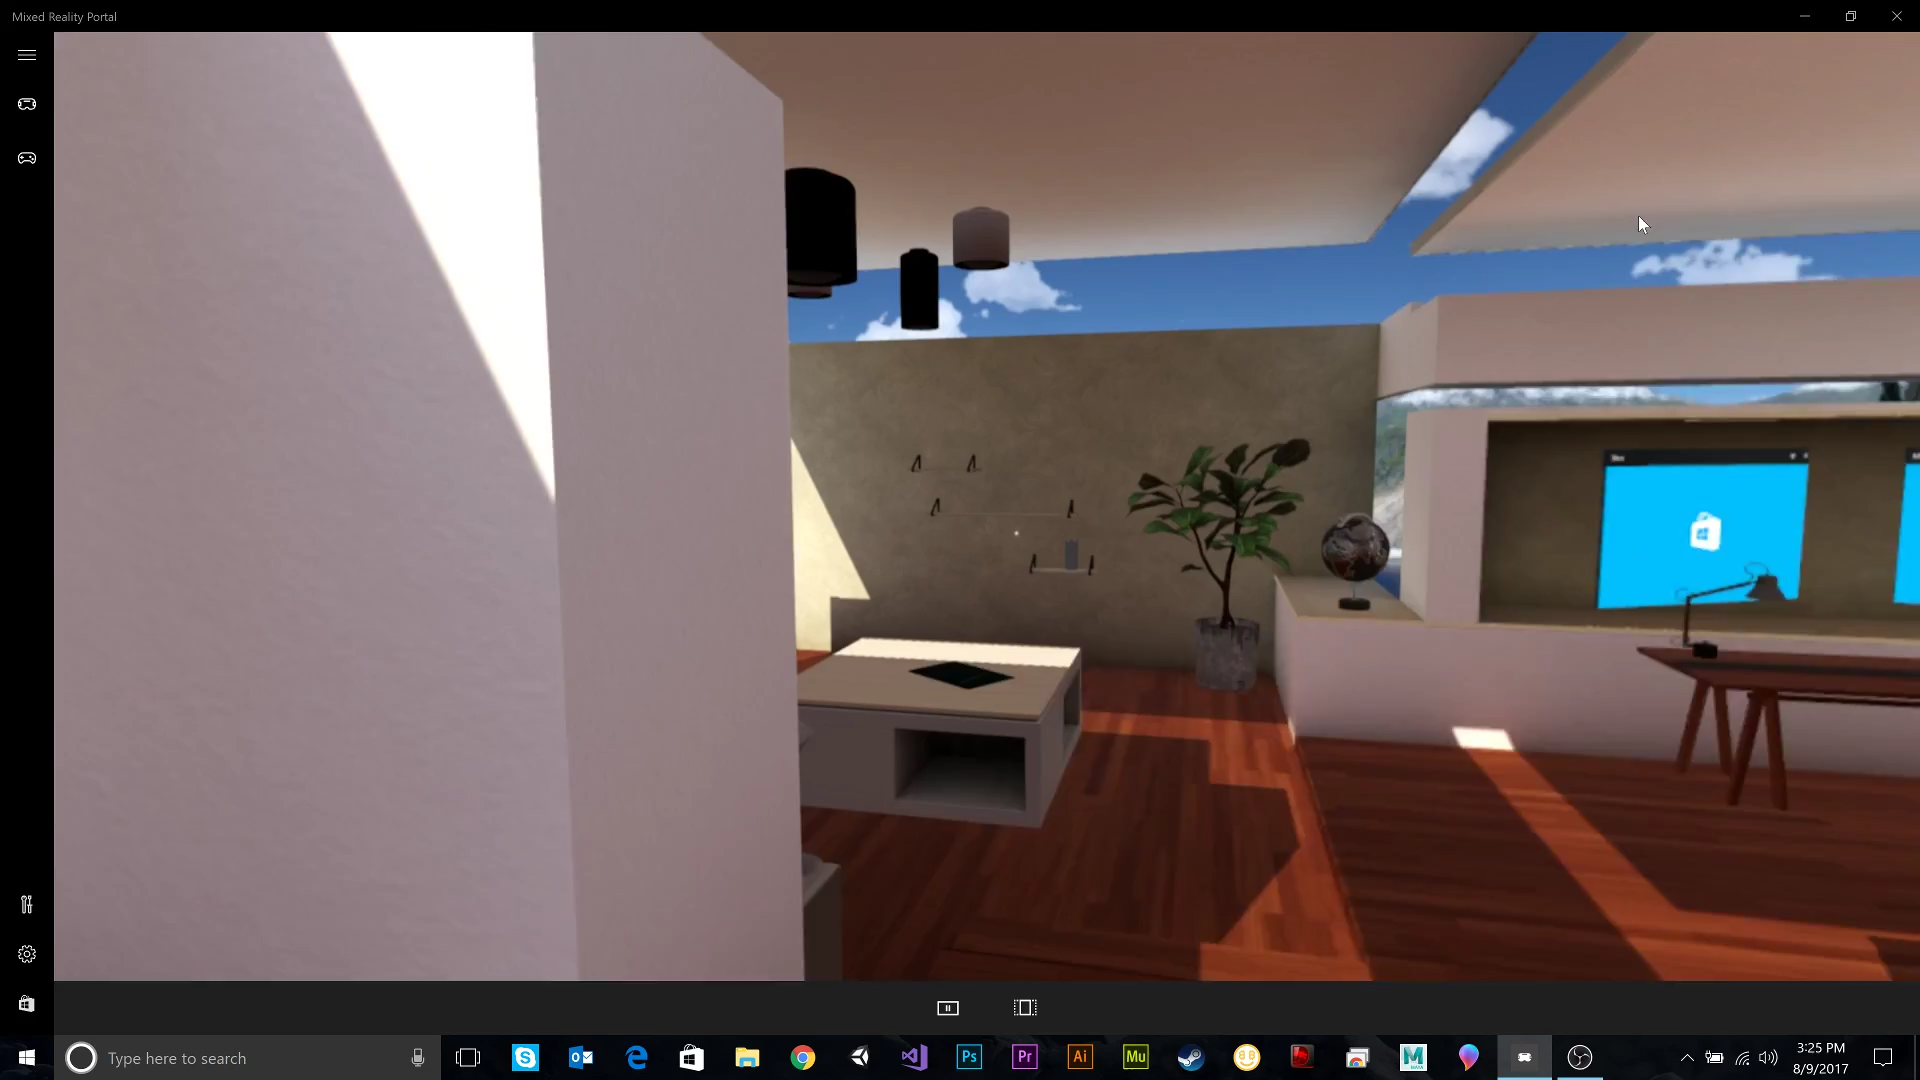 Mixed Reality Portal
Type here to search
Ps
Pr
Ai
Mu
3:25 PM
8/9/2017